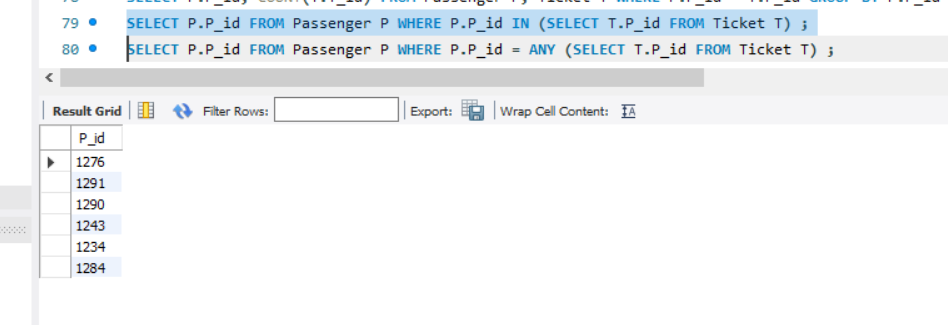 79 SELECT P.P_id FROM Passenger P WHERE P.P_id IN (SELECT T.P_id FROM Ticket T) ;
80 SELECT P.P_id FROM Passenger P WHERE P.P_id = ANY (SELECT T.P_id FROM Ticket T) ;
Result Grid Filter Rows: Export: Wrap Cell Content: IA
P_id
1276
1291
1290
1243
1234
1284